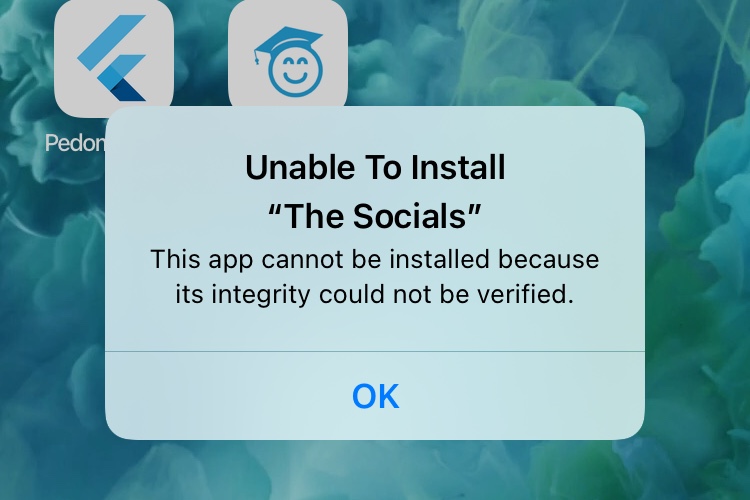 Pedom
Unable To Install
“The Socials”
This app cannot be installed because
its integrity could not be verified.
OK